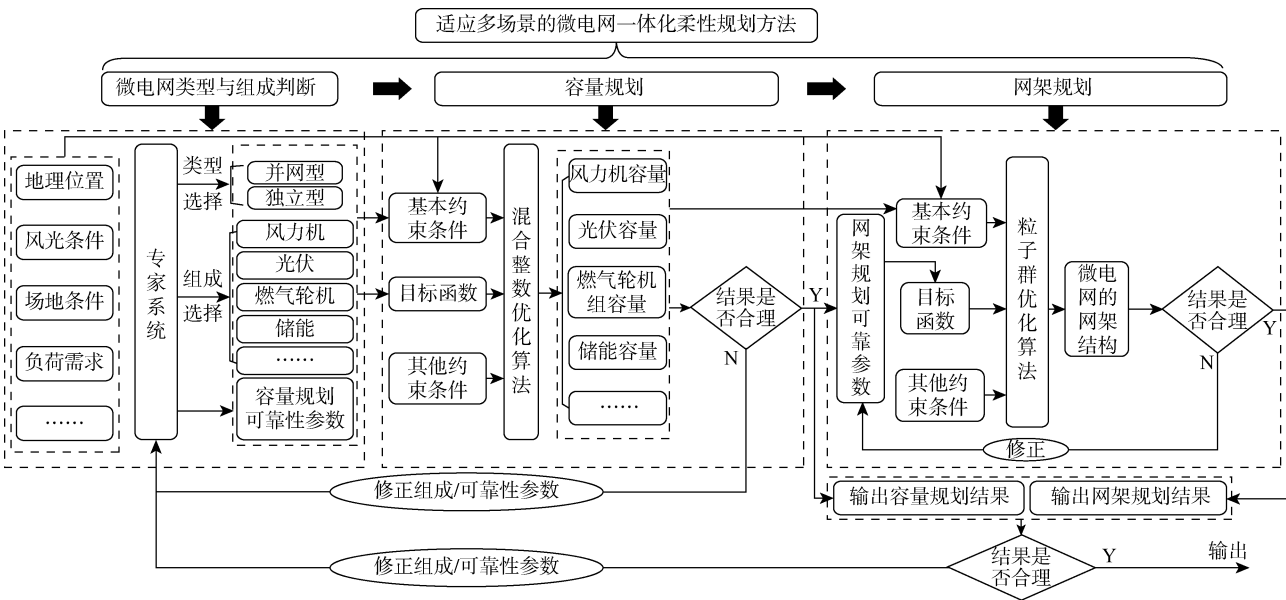 适应多场景的微电网一体化柔性规划方法
微电网类型与组成判断
容量规划
网架规划
地理位置
风光条件
场地条件
负荷需求
……
专家系统
类型
选择
组成
选择
并网型
独立型
风力机
光伏
燃气轮机
储能
……
容量规划
可靠性参数
基本约
束条件
目标函数
其他约
束条件
混合整数优化算法
风力机容量
光伏容量
燃气轮机
组容量
储能容量
……
结果是
否合理
Y
N
网架规划可靠参数
基本约
束条件
目标
函数
其他约
束条件
粒子群优化算法
微电
网的
网架
结构
结果是
否合理
Y
N
修正
修正组成/可靠性参数
输出容量规划结果
输出网架规划结果
修正组成/可靠性参数
结果是
否合理
Y
输出